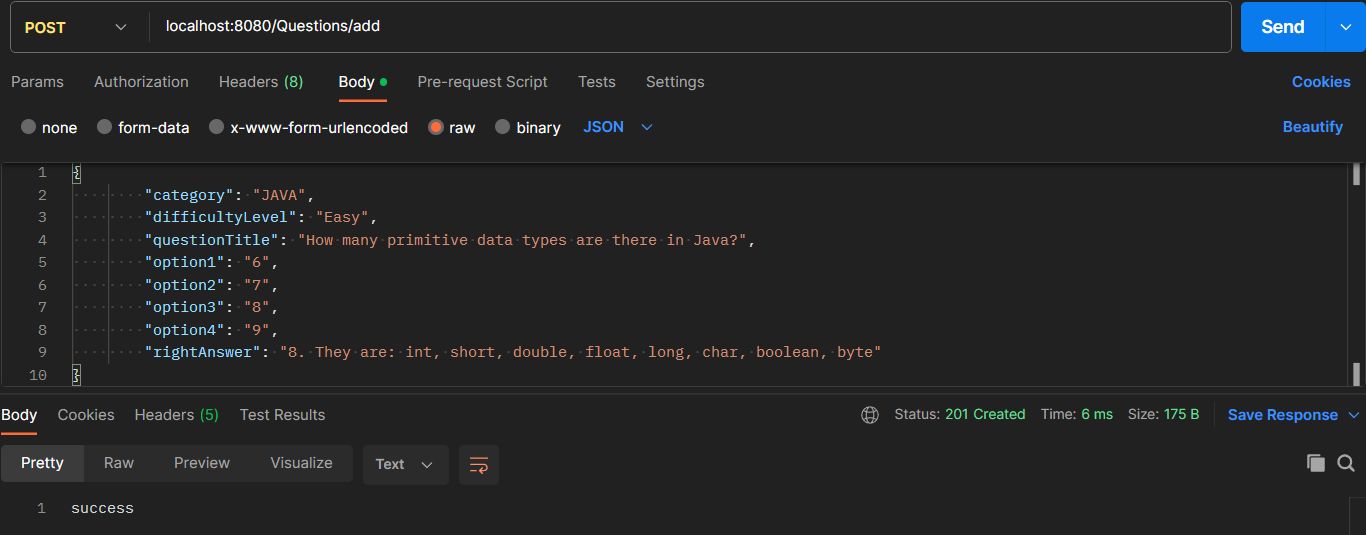 POST localhost:8080/Questions/add Send
Params Authorization Headers (8) Body Pre-request Script Tests Settings Cookies
none form-data x-www-form-urlencoded raw binary JSON Beautify
1 {
2 "category": "JAVA",
3 "difficultyLevel": "Easy",
4 "questionTitle": "How many primitive data types are there in Java?",
5 "option1": "6",
6 "option2": "7",
7 "option3": "8",
8 "option4": "9",
9 "rightAnswer": "8. They are: int, short, double, float, long, char, boolean, byte"
10 }
Body Cookies Headers (5) Test Results Status: 201 Created Time: 6 ms Size: 175 B Save Response
Pretty Raw Preview Visualize Text
1 success